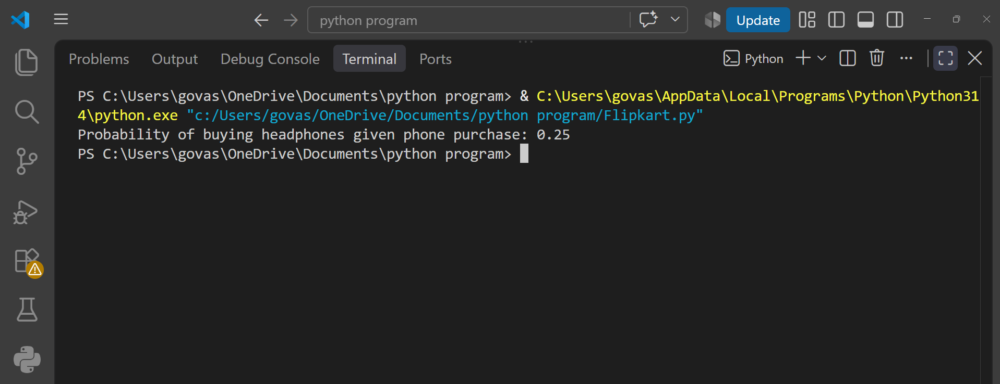 python program
Update
Problems Output Debug Console Terminal Ports Python
PS C:\Users\govas\OneDrive\Documents\python program> & C:\Users\govas\AppData\Local\Programs\Python\Python31
4\python.exe "c:/Users/govas/OneDrive/Documents/python program/Flipkart.py"
Probability of buying headphones given phone purchase: 0.25
PS C:\Users\govas\OneDrive\Documents\python program>